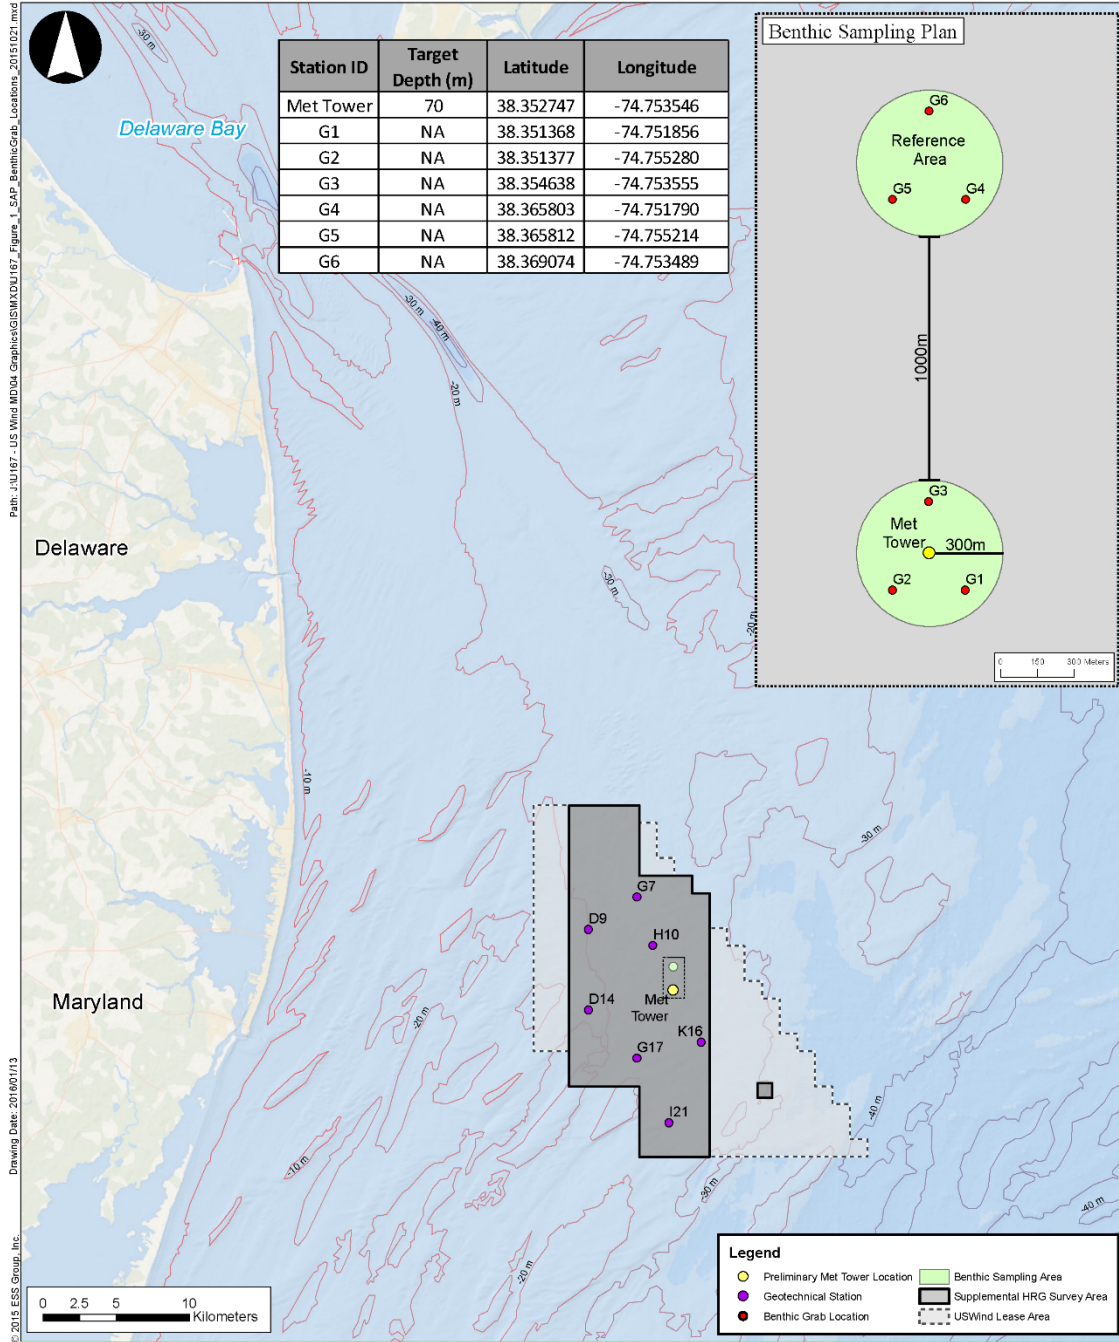 Path: J:\U167 - US Wind MD\04 Graphics\GIS\MXD\U167_Figure_1_SAP_BenthicGrab_Locations_20151021.mxd
Drawing Date: 2016/01/13
© 2015 ESS Group, Inc.
Station ID Target Depth (m) Latitude Longitude
Met Tower 70 38.352747 -74.753546
G1 NA 38.351368 -74.751856
G2 NA 38.351377 -74.755280
G3 NA 38.354638 -74.753555
G4 NA 38.365803 -74.751790
G5 NA 38.365812 -74.755214
G6 NA 38.369074 -74.753489
Benthic Sampling Plan
G6
Reference
Area
G5
G4
1000m
G3
Met
Tower
300m
G2
G1
0 150 300 Meters
-30 m
Delaware Bay
-30 m
-40 m
-20 m
Delaware
-30 m
-20 m
-10 m
-30 m
G7
D9
H10
Met
Tower
D14
K16
G17
I21
Maryland
-20 m
-10 m
-20 m
-30 m
-40 m
-40 m
0 2.5 5 10
Kilometers
Legend
Preliminary Met Tower Location
Geotechnical Station
Benthic Grab Location
Benthic Sampling Area
Supplemental HRG Survey Area
USWind Lease Area